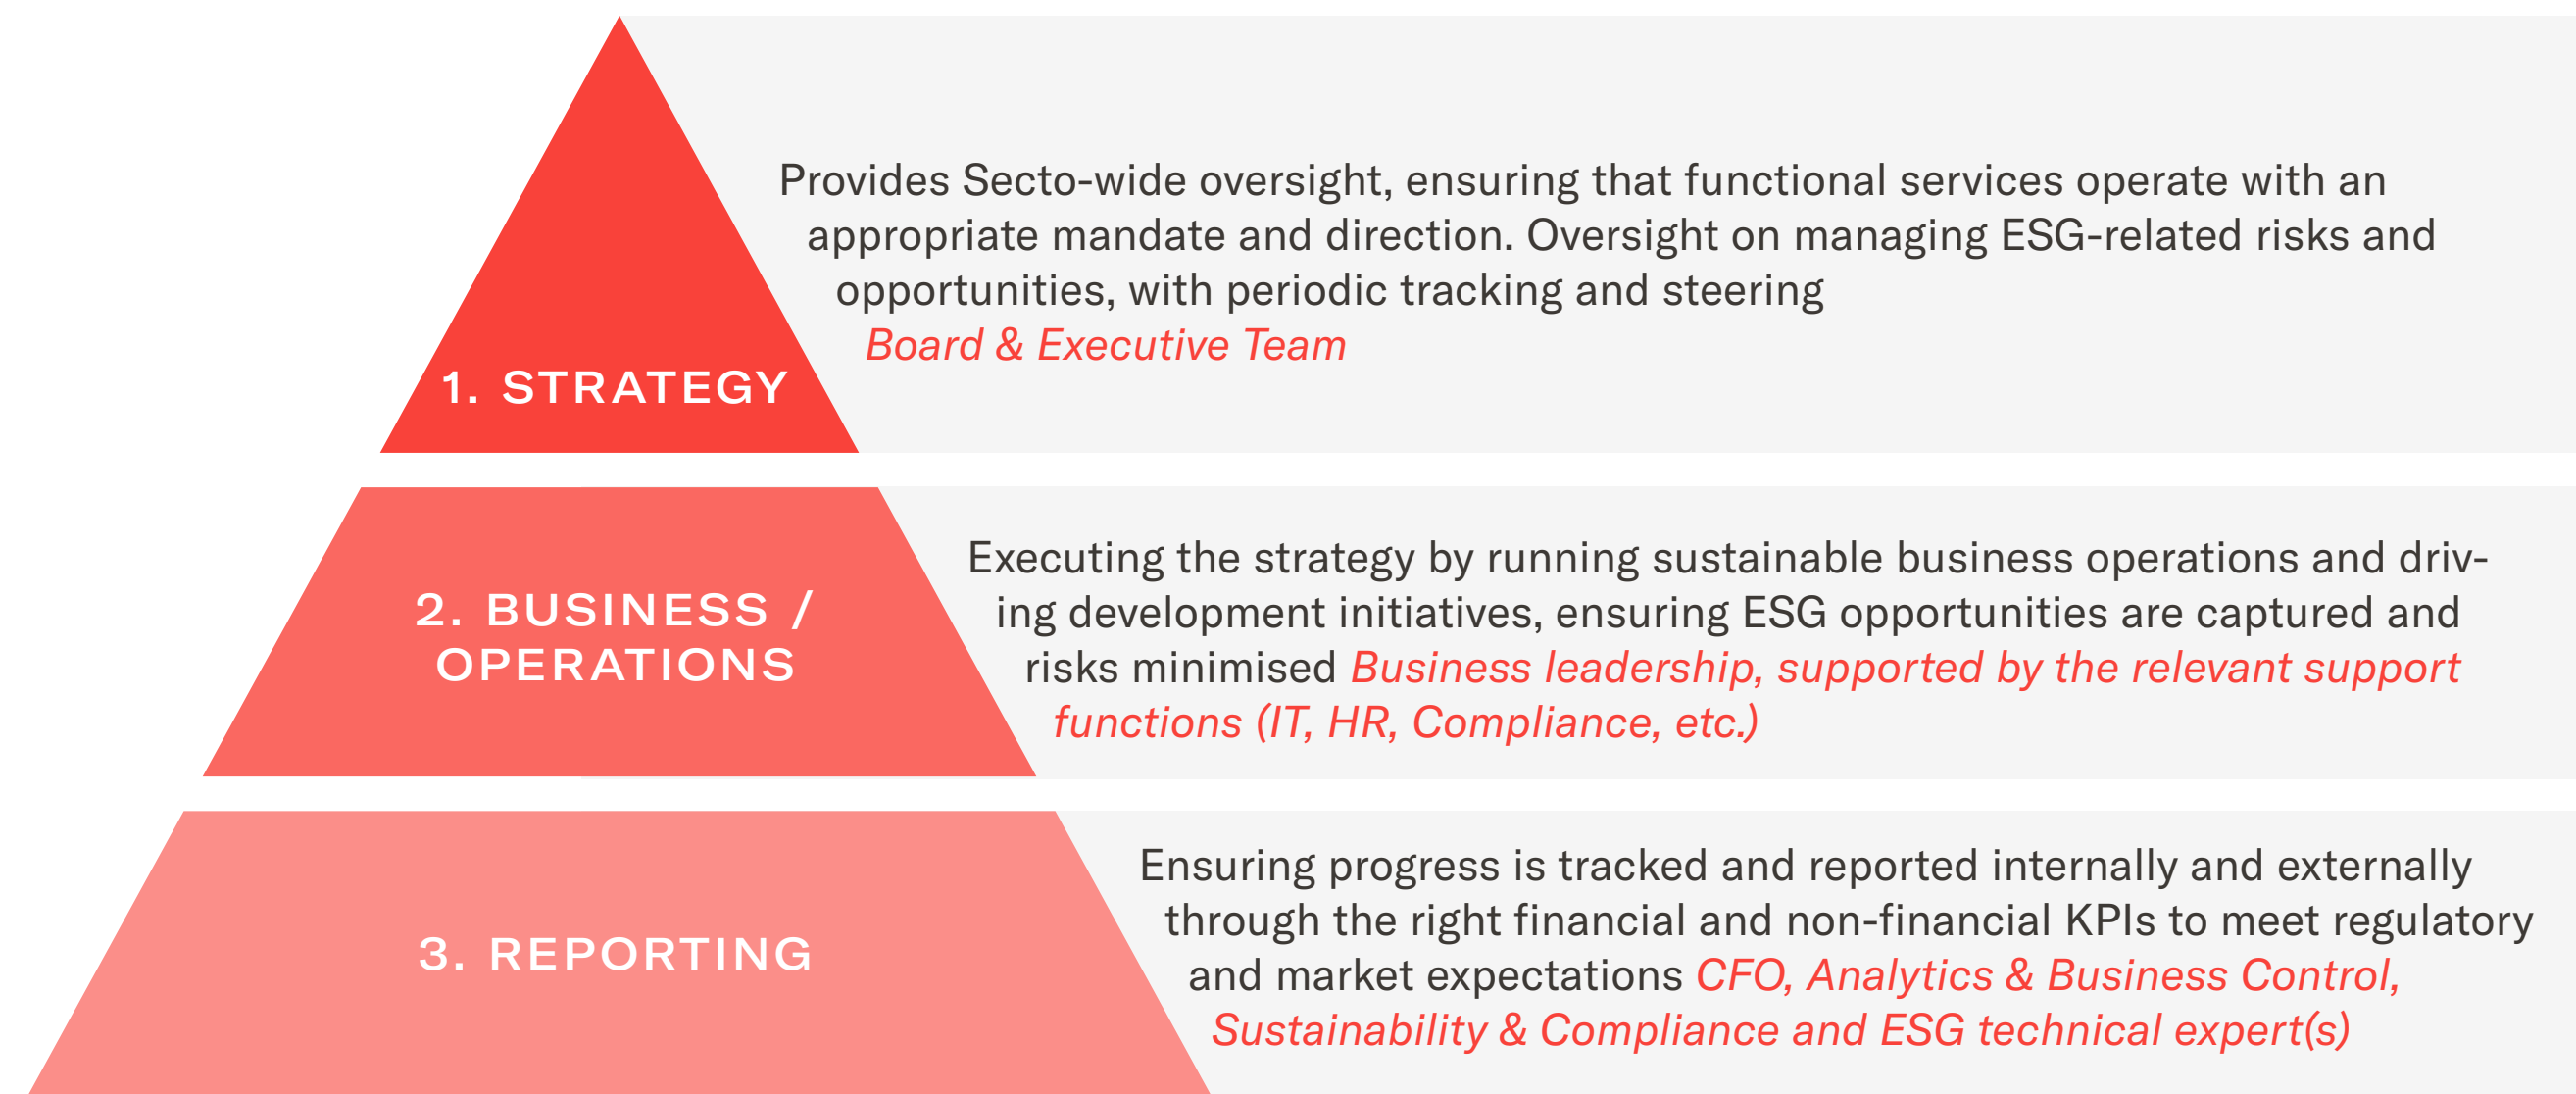 1. STRATEGY
Provides Secto-wide oversight, ensuring that functional services operate with an
appropriate mandate and direction. Oversight on managing ESG-related risks and
opportunities, with periodic tracking and steering
Board & Executive Team
2. BUSINESS /
OPERATIONS
Executing the strategy by running sustainable business operations and driv-
ing development initiatives, ensuring ESG opportunities are captured and
risks minimised Business leadership, supported by the relevant support
functions (IT, HR, Compliance, etc.)
3. REPORTING
Ensuring progress is tracked and reported internally and externally
through the right financial and non-financial KPIs to meet regulatory
and market expectations CFO, Analytics & Business Control,
Sustainability & Compliance and ESG technical expert(s)